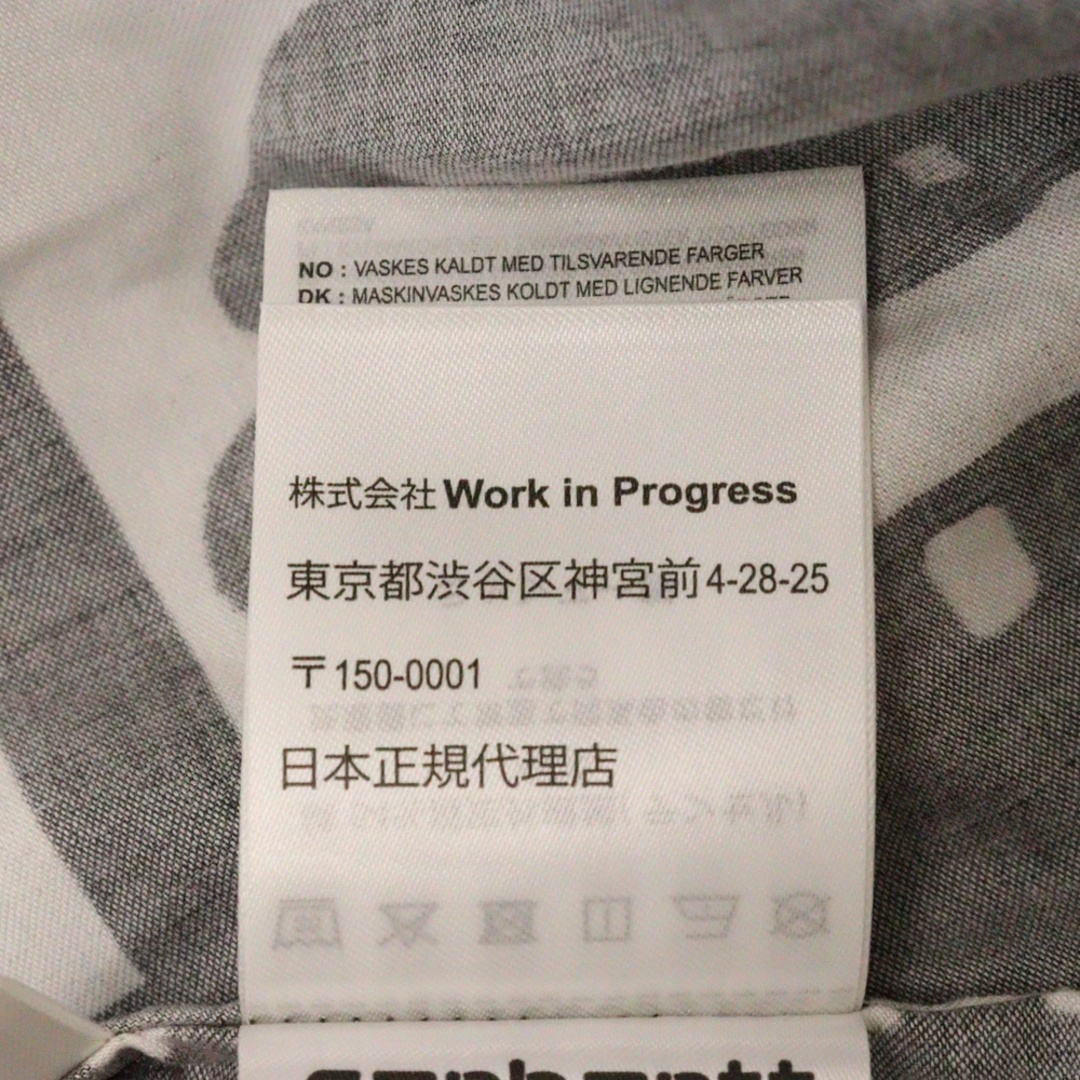 NO : VASKES KALDT MED TILSVARENDE FARGER
DK : MASKINVASKES KOLDT MED LIGNENDE FARVER
株式会社 Work in Progress
東京都渋谷区神宮前 4-28-25
〒150-0001
日本正規代理店